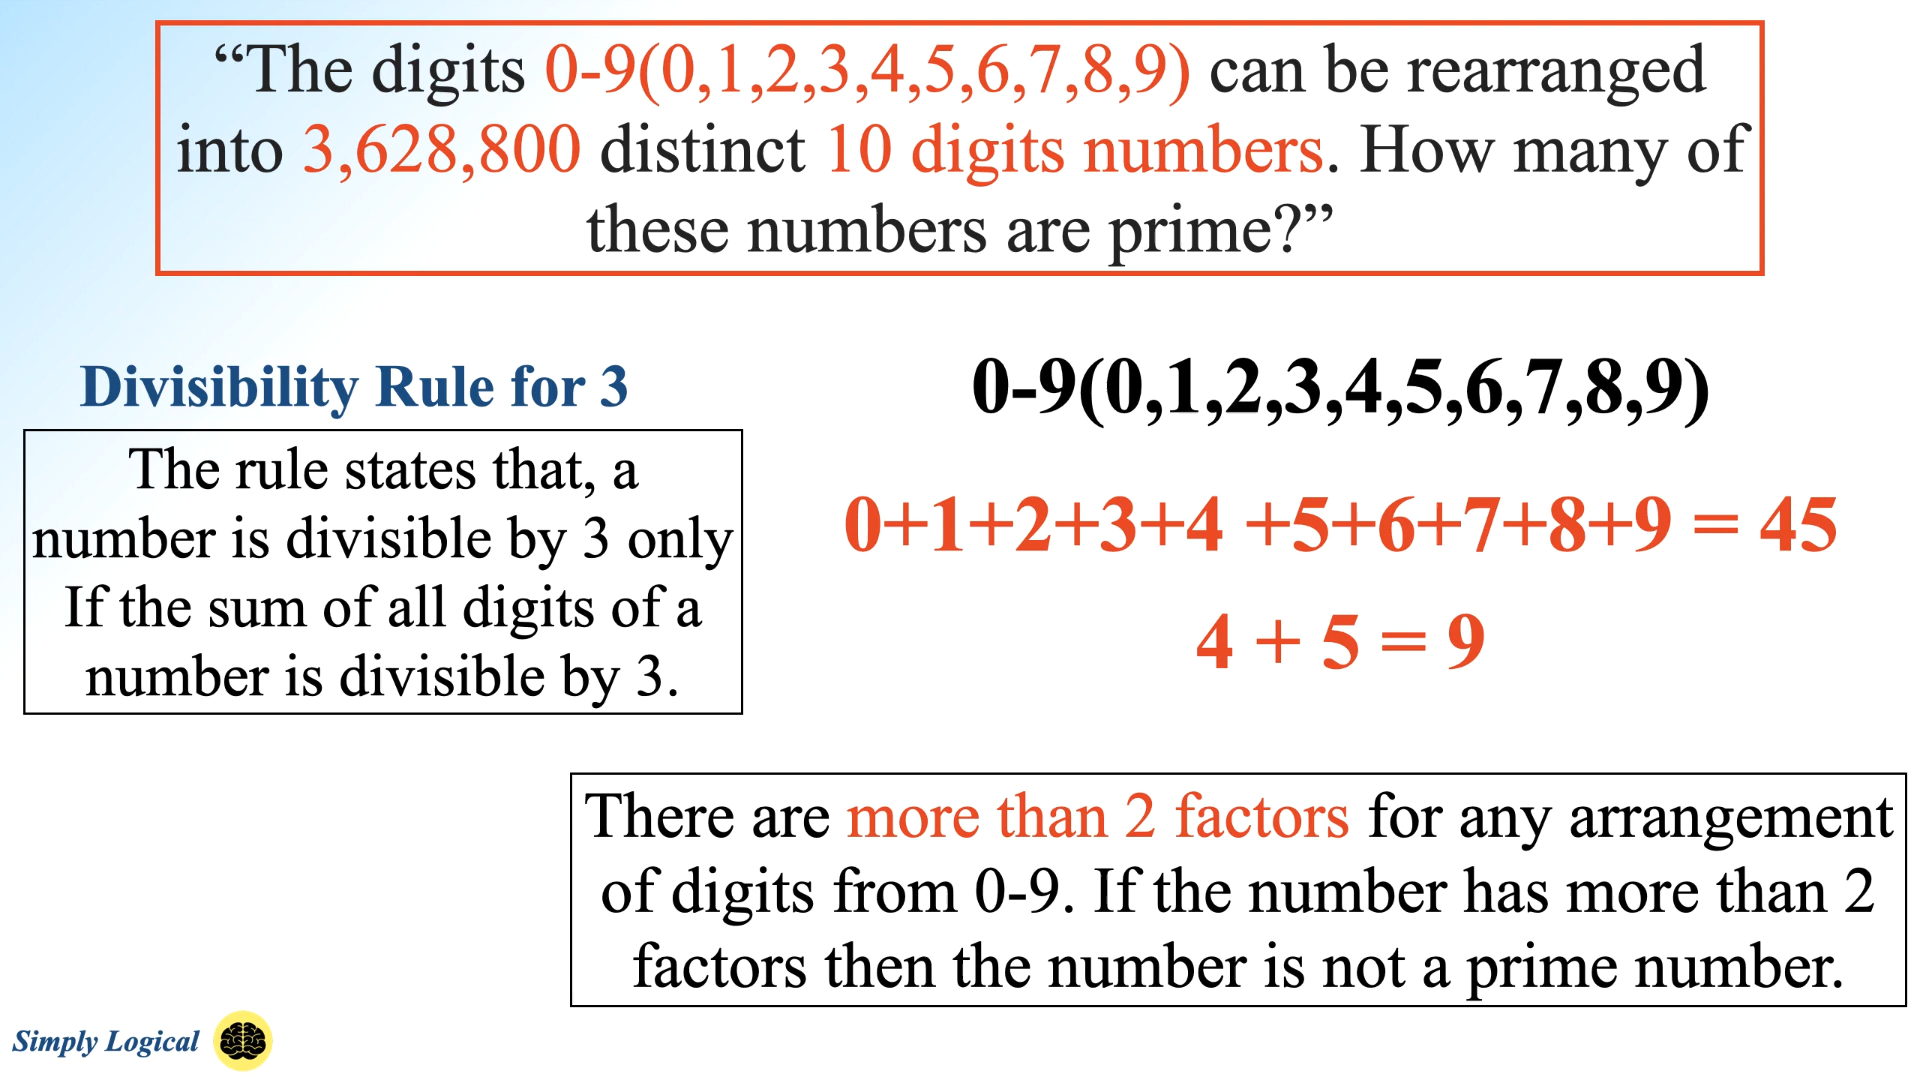 “The digits 0-9(0,1,2,3,4,5,6,7,8,9) can be rearranged
into 3,628,800 distinct 10 digits numbers. How many of
these numbers are prime?”
Divisibility Rule for 3
The rule states that, a
number is divisible by 3 only
If the sum of all digits of a
number is divisible by 3.
0-9(0,1,2,3,4,5,6,7,8,9)
0+1+2+3+4 +5+6+7+8+9 = 45
4 + 5 = 9
There are more than 2 factors for any arrangement
of digits from 0-9. If the number has more than 2
factors then the number is not a prime number.
Simply Logical